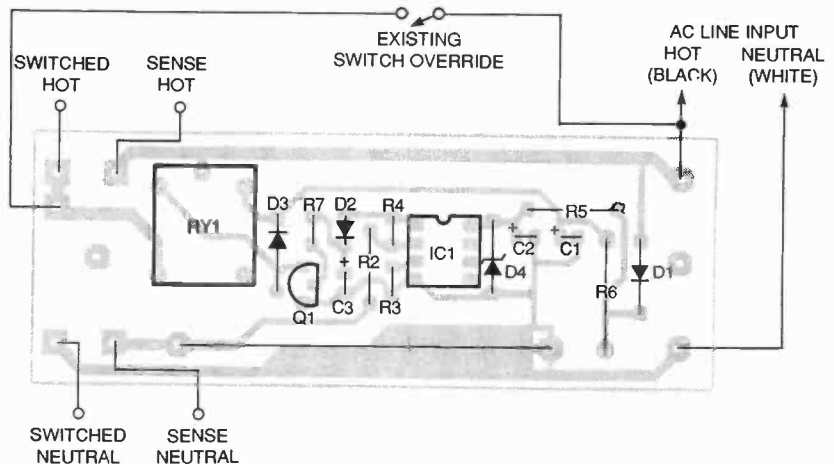 EXISTING
SWITCH OVERRIDE
AC LINE INPUT
HOT
(BLACK)
NEUTRAL
(WHITE)
SWITCHED
HOT
SENSE
HOT
D3
R7
D2
R4
R5
RY1
IC1
+
C2
+
C1
R2
+
D4
R6
D1
Q1
C3
R3
SWITCHED
NEUTRAL
SENSE
NEUTRAL